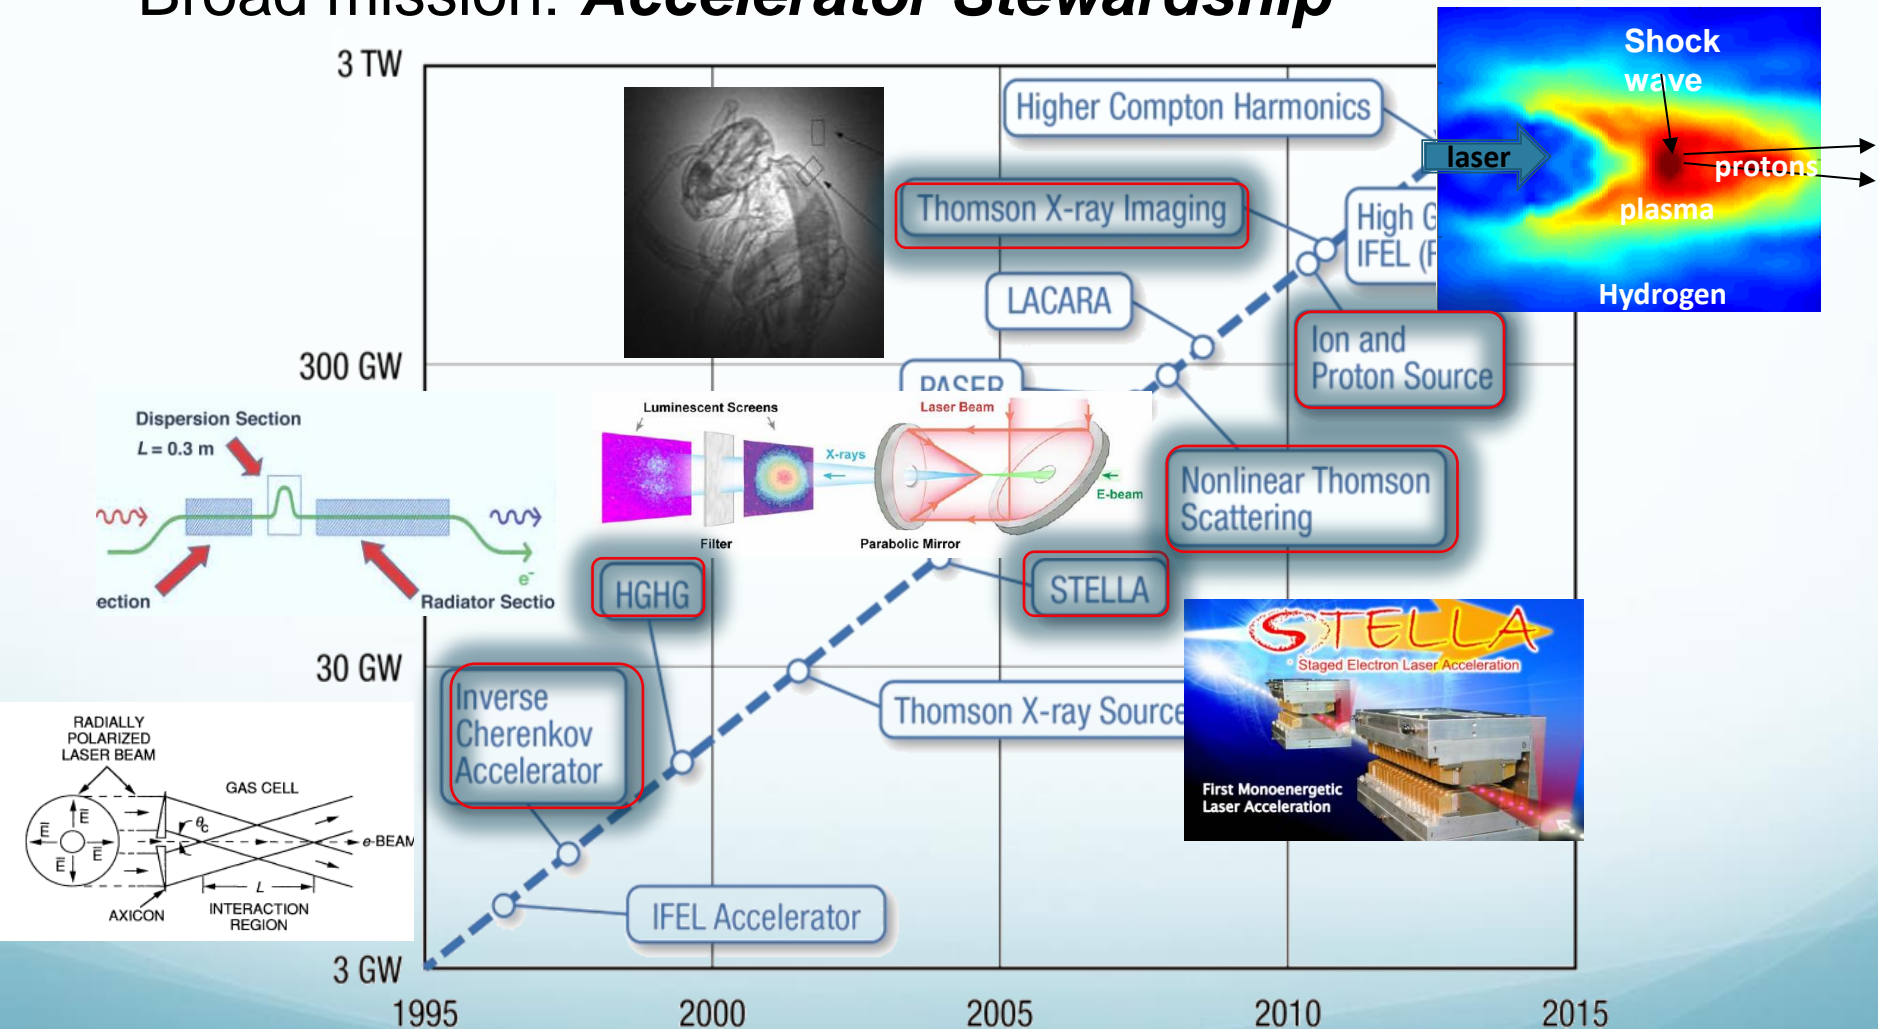 Broad mission: Accelerator Stewardship
3 TW
300 GW
30 GW
3 GW
1995
2000
2005
2010
2015
Higher Compton Harmonics
Thomson X-ray Imaging
High G
IFEL (F
LACARA
Ion and
Proton Source
PASER
Nonlinear Thomson
Scattering
STELLA
HGHG
Thomson X-ray Source
Inverse
Cherenkov
Accelerator
IFEL Accelerator
Shock
wave
laser
protons
plasma
Hydrogen
Dispersion Section
L = 0.3 m
ection
Radiator Sectio
e-
Luminescent Screens
Laser Beam
X-rays
E-beam
Filter
Parabolic Mirror
STELLA
Staged Electron Laser Acceleration
First Monoenergetic
Laser Acceleration
RADIALLY
POLARIZED
LASER BEAM
GAS CELL
E
E
E
E
θc
e-BEAM
L
AXICON
INTERACTION
REGION